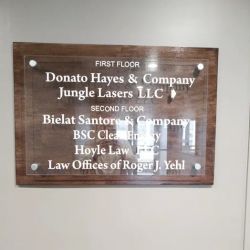 FIRST FLOOR
Donato Hayes & Company
Jungle Lasers LLC
SECOND FLOOR
Bielat Santore & Company
BSC Clean Energy
Hoyle Law LLC
Law Offices of Roger J. Yehl